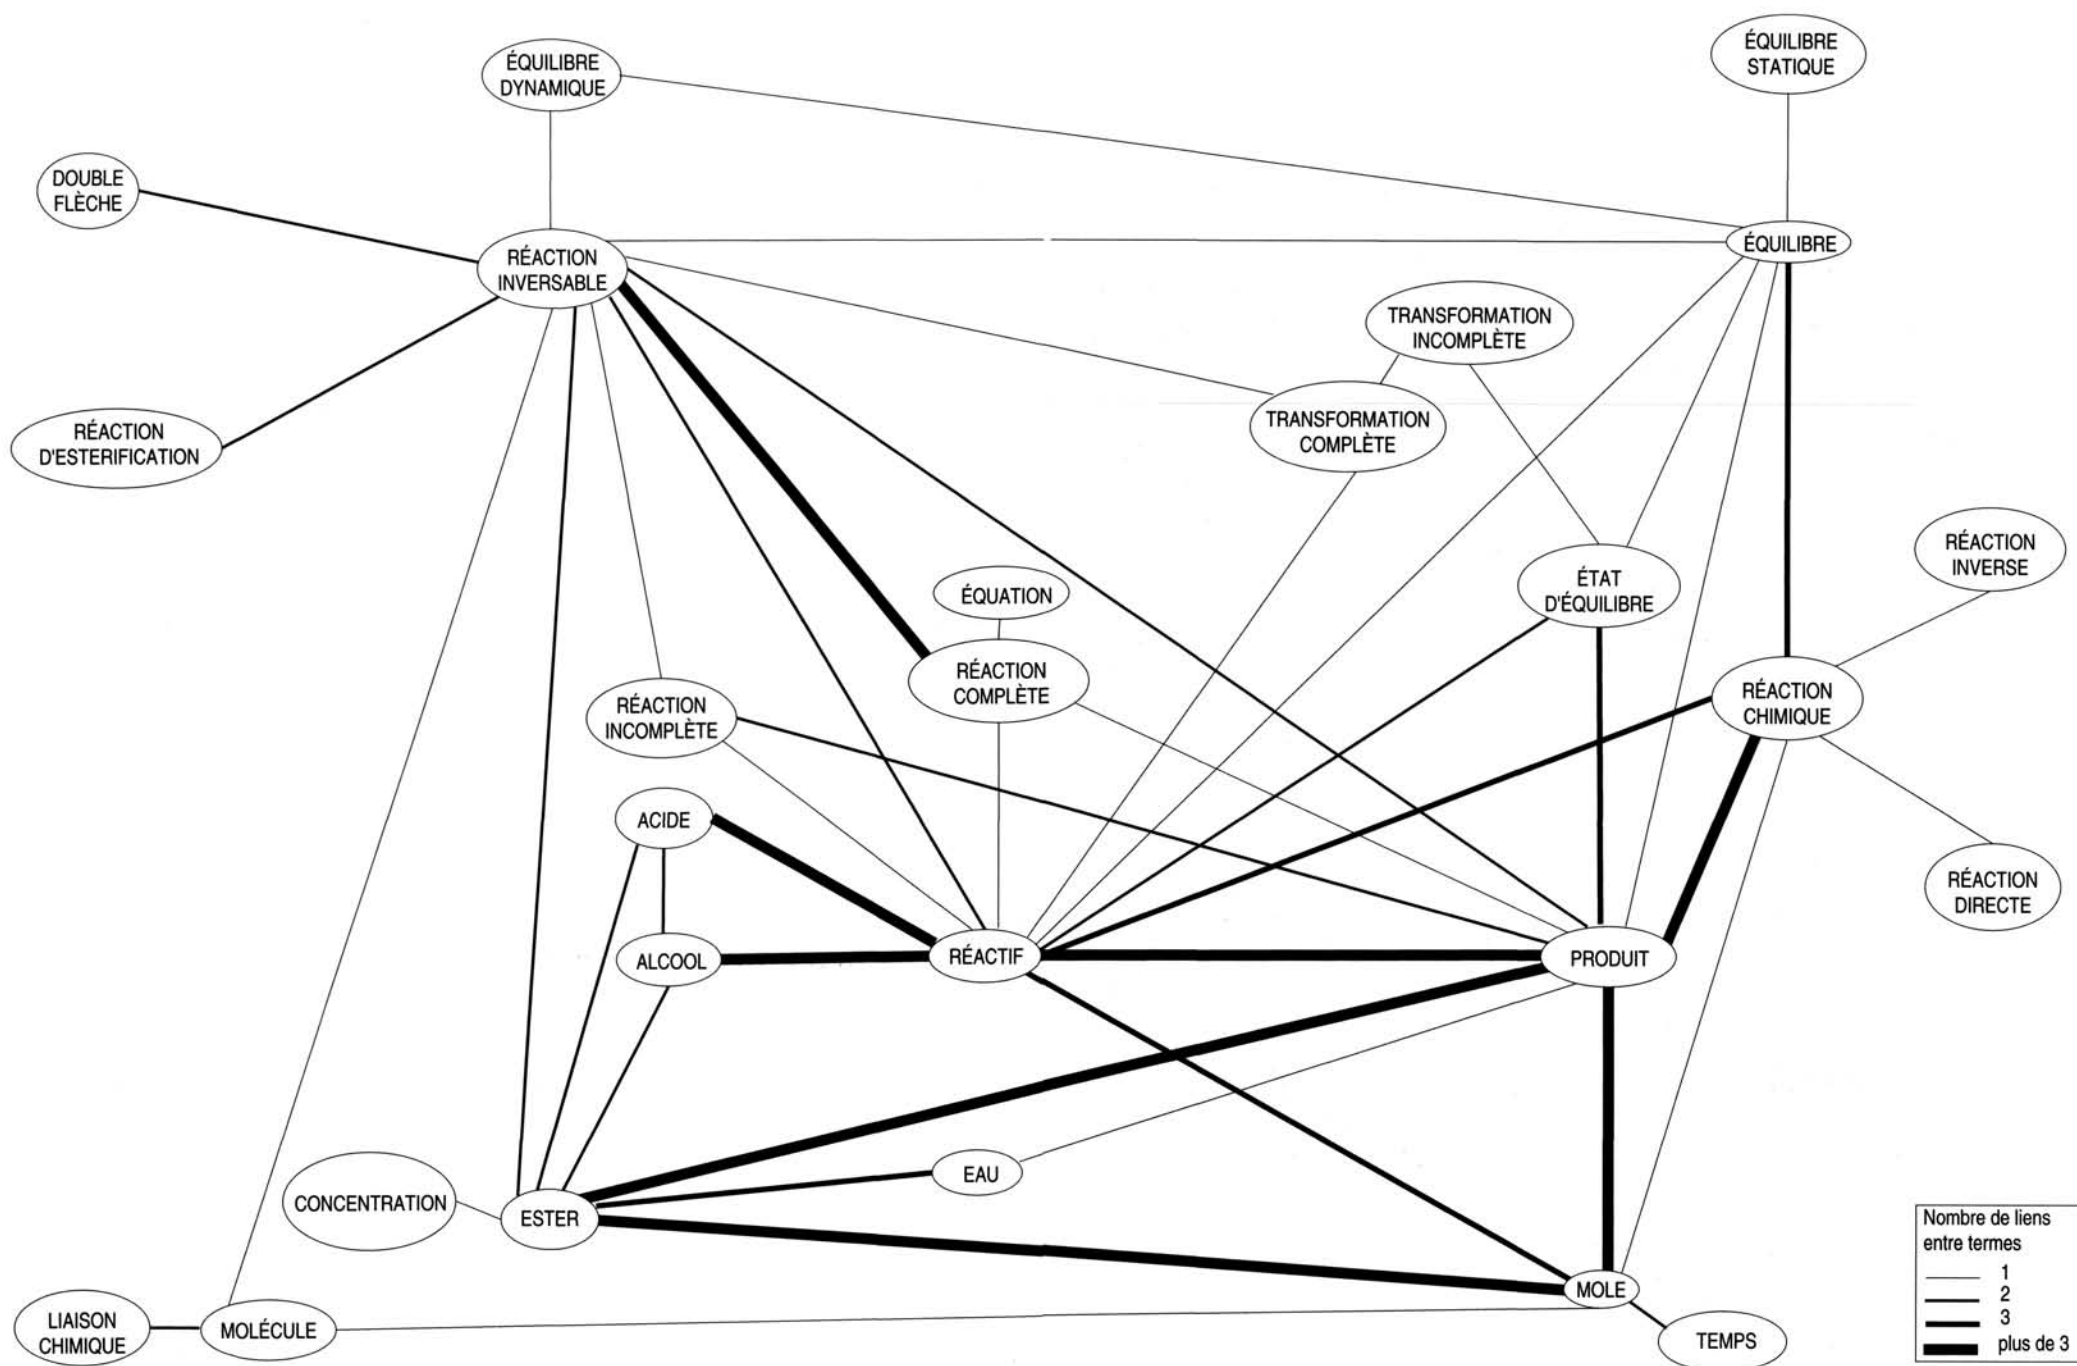 ÉQUILIBRE
DYNAMIQUE
ÉQUILIBRE
STATIQUE
DOUBLE
FLÈCHE
RÉACTION
INVERSABLE
ÉQUILIBRE
TRANSFORMATION
INCOMPLÈTE
TRANSFORMATION
COMPLÈTE
RÉACTION
D'ESTERIFICATION
RÉACTION
INVERSE
ÉTAT
D'ÉQUILIBRE
ÉQUATION
RÉACTION
COMPLÈTE
RÉACTION
INCOMPLÈTE
RÉACTION
CHIMIQUE
ACIDE
RÉACTION
DIRECTE
ALCOOL
RÉACTIF
PRODUIT
EAU
CONCENTRATION
ESTER
MOLE
LIAISON
CHIMIQUE
MOLÉCULE
TEMPS
Nombre de liens
entre termes
1
2
3
plus de 3